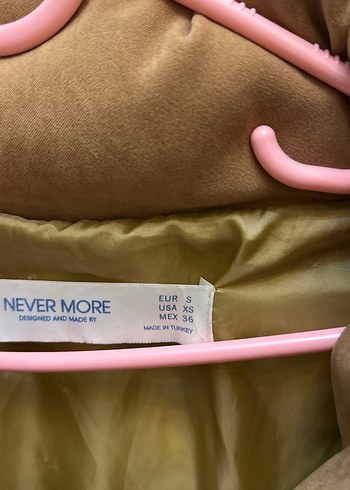 NEVER MORE
DESIGNED AND MADE BY
EUR S
USA XS
MEX 36
MADE IN TURKEY